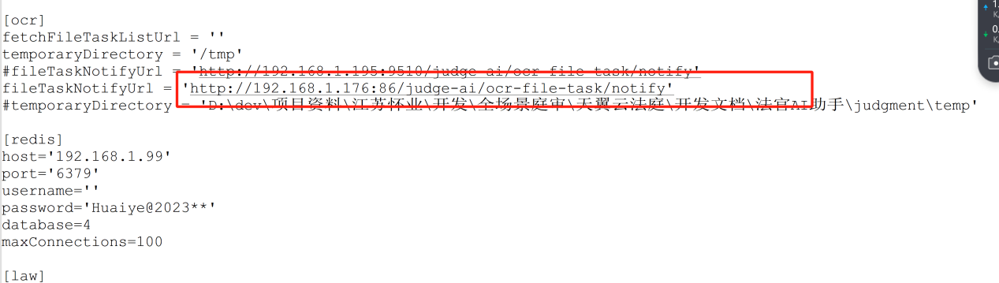 [ocr]
fetchFileTaskListUrl = ''
temporaryDirectory = '/tmp'
#fileTaskNotifyUrl = 'http://192.168.1.195:9510/judge-ai/ocr-file-task/notify'
fileTaskNotifyUrl = 'http://192.168.1.176:86/judge-ai/ocr-file-task/notify'
#temporaryDirectory = 'D:\dev\项目资料\江苏怀业\开发\全场景庭审\天翼云法庭\开发文档\法官AI助手\judgment\temp'
[redis]
host='192.168.1.99'
port='6379'
username=''
password='Huaiye@2023**'
database=4
maxConnections=100
[law]